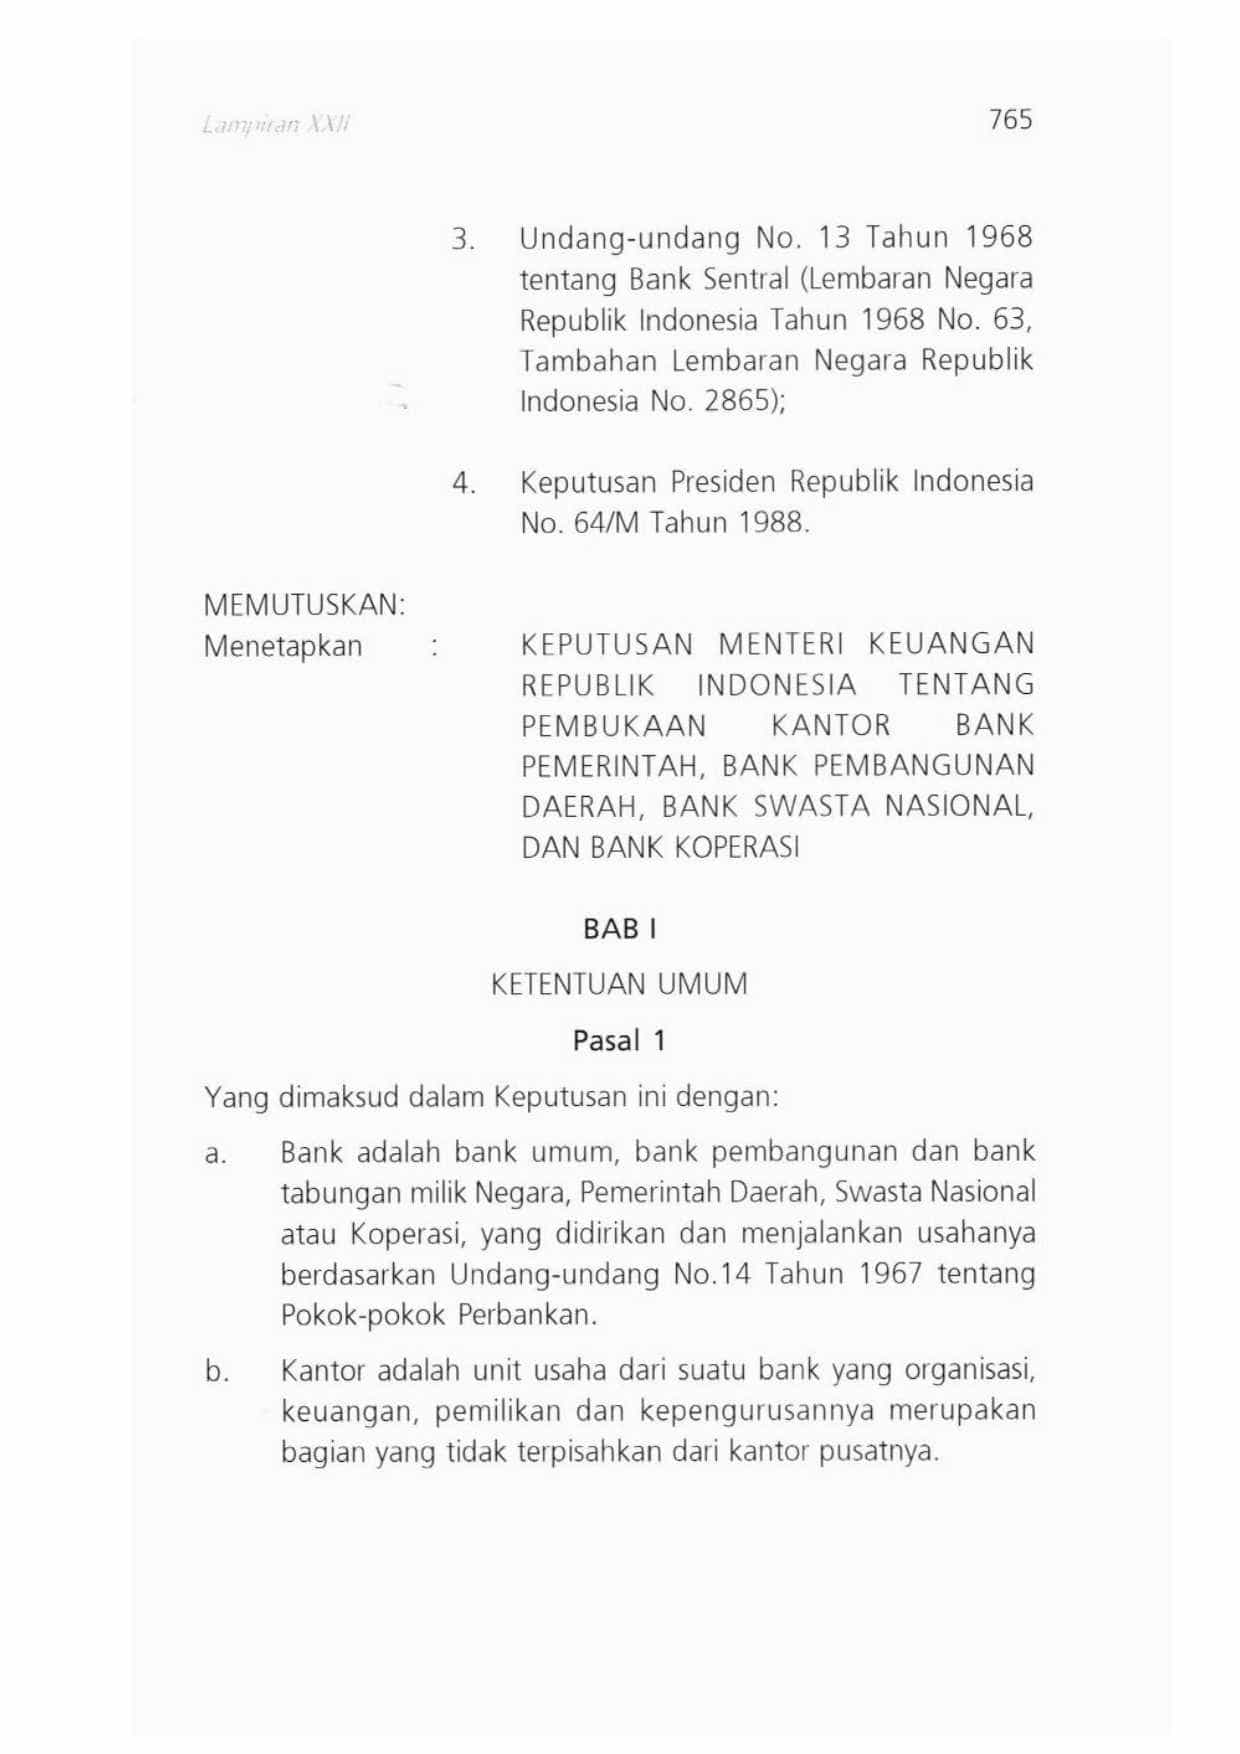 Lampiran XXII 765
3. Undang-undang No. 13 Tahun 1968
tentang Bank Sentral (Lembaran Negara
Republik Indonesia Tahun 1968 No. 63,
Tambahan Lembaran Negara Republik
Indonesia No. 2865);
4. Keputusan Presiden Republik Indonesia
No. 64/M Tahun 1988.
MEMUTUSKAN:
Menetapkan : KEPUTUSAN MENTERI KEUANGAN
REPUBLIK INDONESIA TENTANG
PEMBUKAAN KANTOR BANK
PEMERINTAH, BANK PEMBANGUNAN
DAERAH, BANK SWASTA NASIONAL,
DAN BANK KOPERASI
BAB I
KETENTUAN UMUM
Pasal 1
Yang dimaksud dalam Keputusan ini dengan:
a. Bank adalah bank umum, bank pembangunan dan bank
tabungan milik Negara, Pemerintah Daerah, Swasta Nasional
atau Koperasi, yang didirikan dan menjalankan usahanya
berdasarkan Undang-undang No.14 Tahun 1967 tentang
Pokok-pokok Perbankan.
b. Kantor adalah unit usaha dari suatu bank yang organisasi,
keuangan, pemilikan dan kepengurusannya merupakan
bagian yang tidak terpisahkan dari kantor pusatnya.